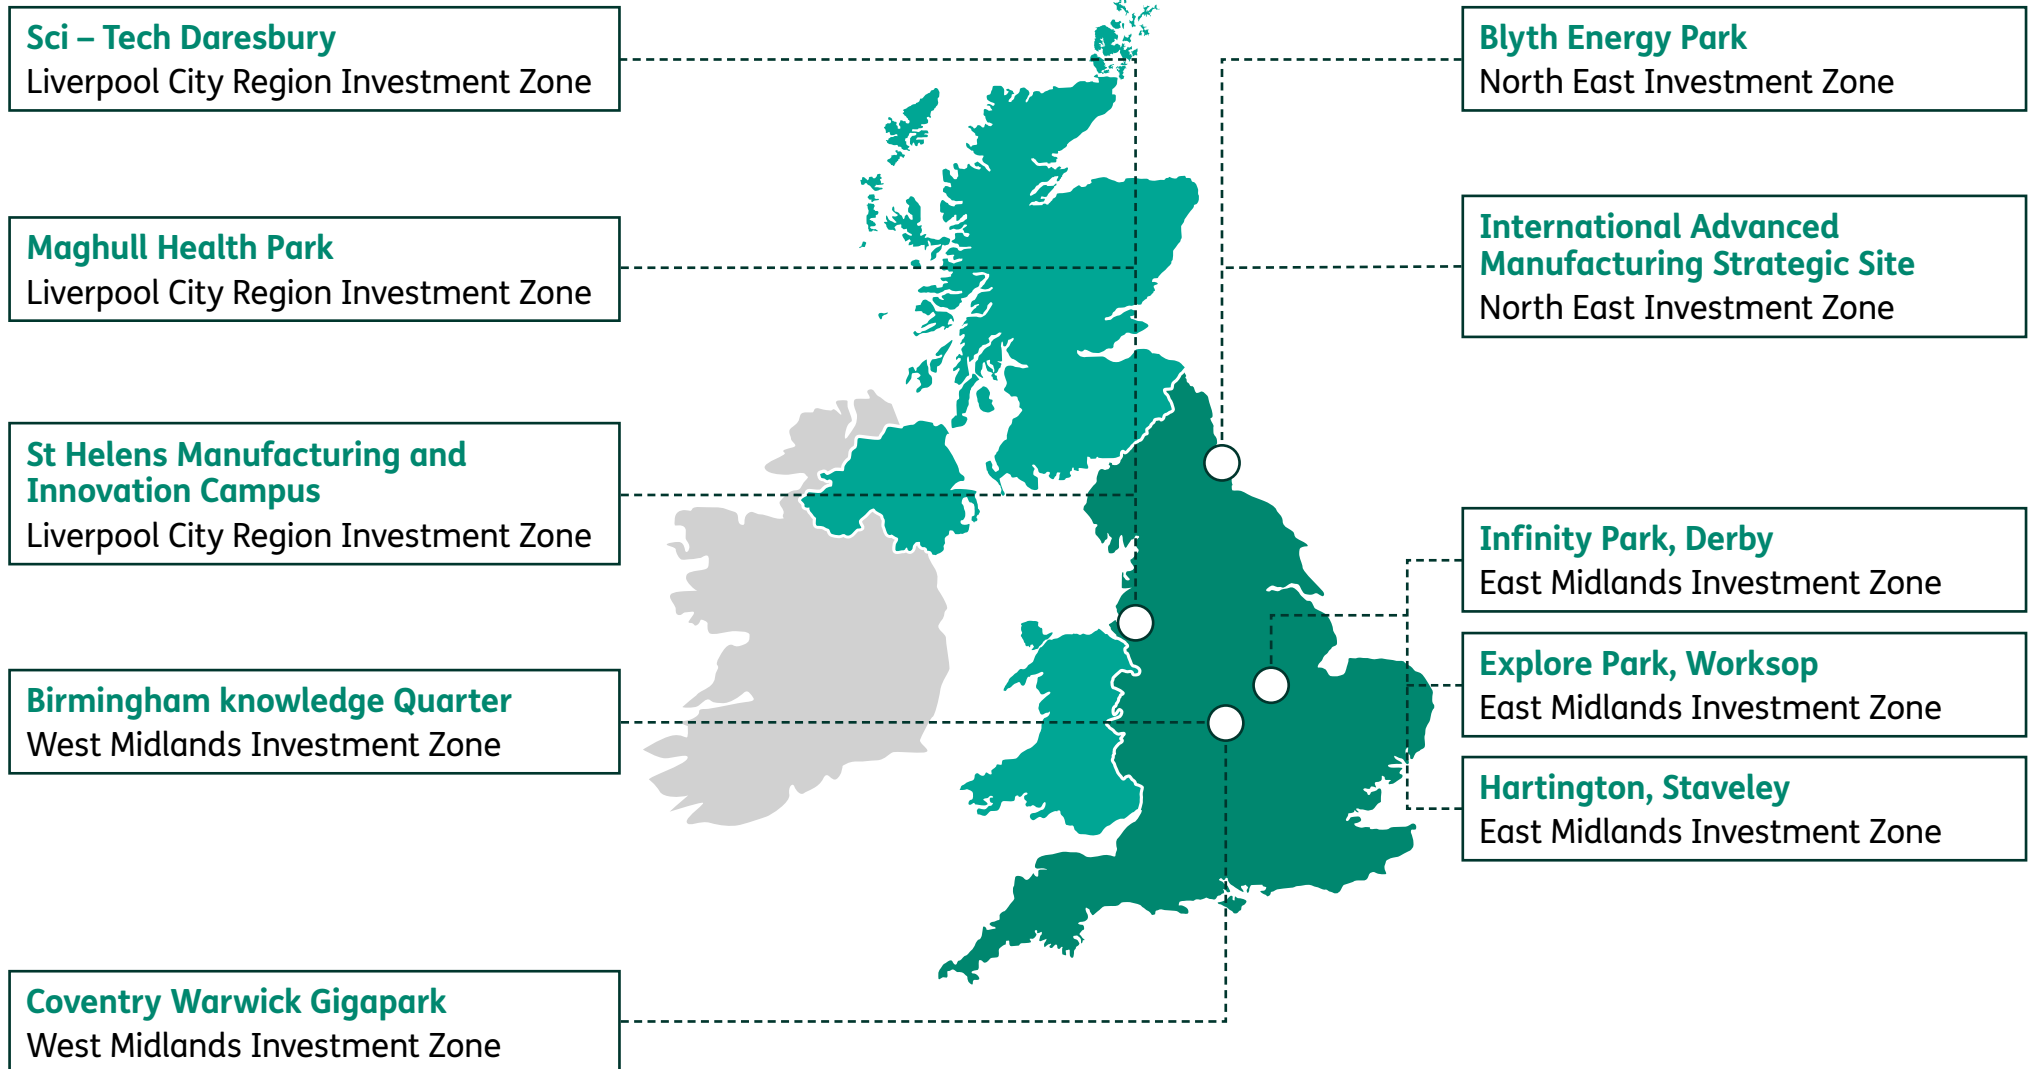 Sci – Tech Daresbury
Liverpool City Region Investment Zone
Maghull Health Park
Liverpool City Region Investment Zone
St Helens Manufacturing and
Innovation Campus
Liverpool City Region Investment Zone
Birmingham knowledge Quarter
West Midlands Investment Zone
Coventry Warwick Gigapark
West Midlands Investment Zone
Blyth Energy Park
North East Investment Zone
International Advanced
Manufacturing Strategic Site
North East Investment Zone
Infinity Park, Derby
East Midlands Investment Zone
Explore Park, Worksop
East Midlands Investment Zone
Hartington, Staveley
East Midlands Investment Zone